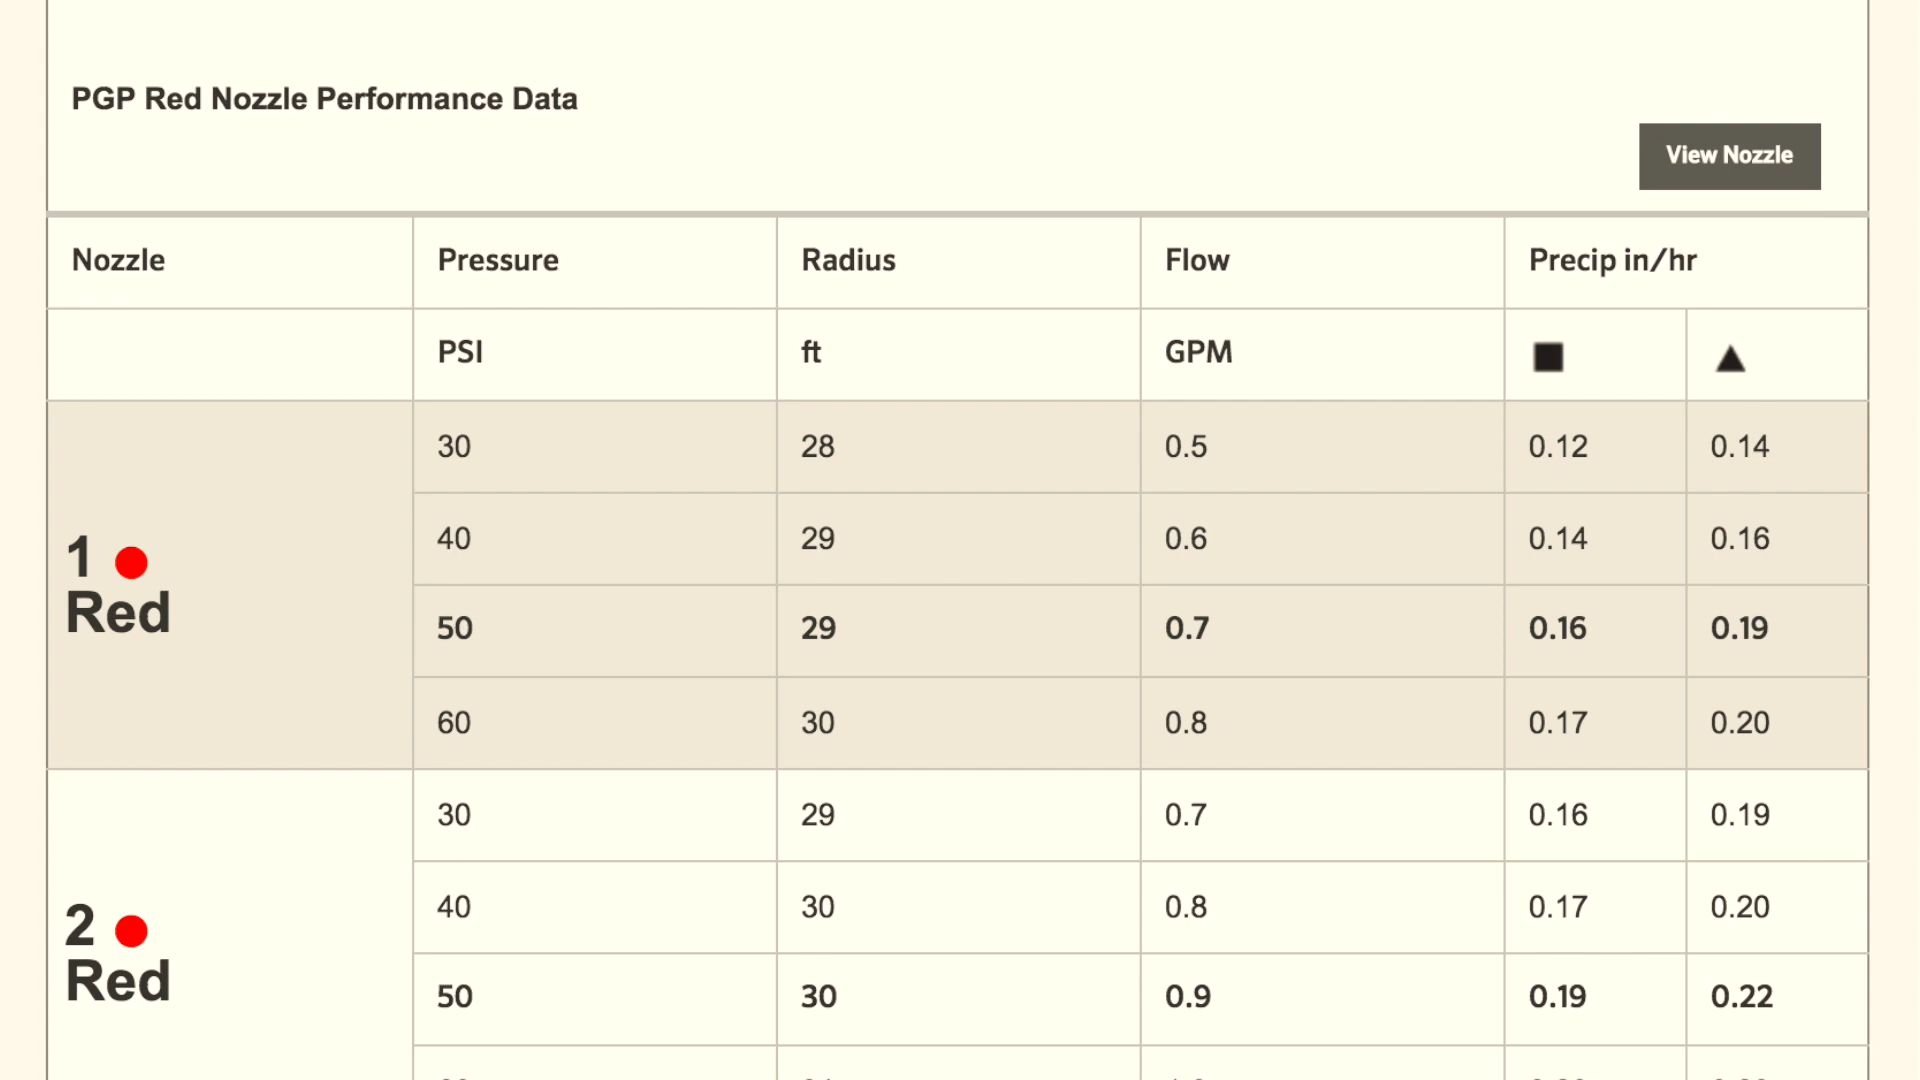 PGP Red Nozzle Performance Data
View Nozzle
Nozzle Pressure Radius Flow Precip in/hr
PSI ft GPM ■ ▲
1 Red
30 28 0.5 0.12 0.14
40 29 0.6 0.14 0.16
50 29 0.7 0.16 0.19
60 30 0.8 0.17 0.20
2 Red
30 29 0.7 0.16 0.19
40 30 0.8 0.17 0.20
50 30 0.9 0.19 0.22